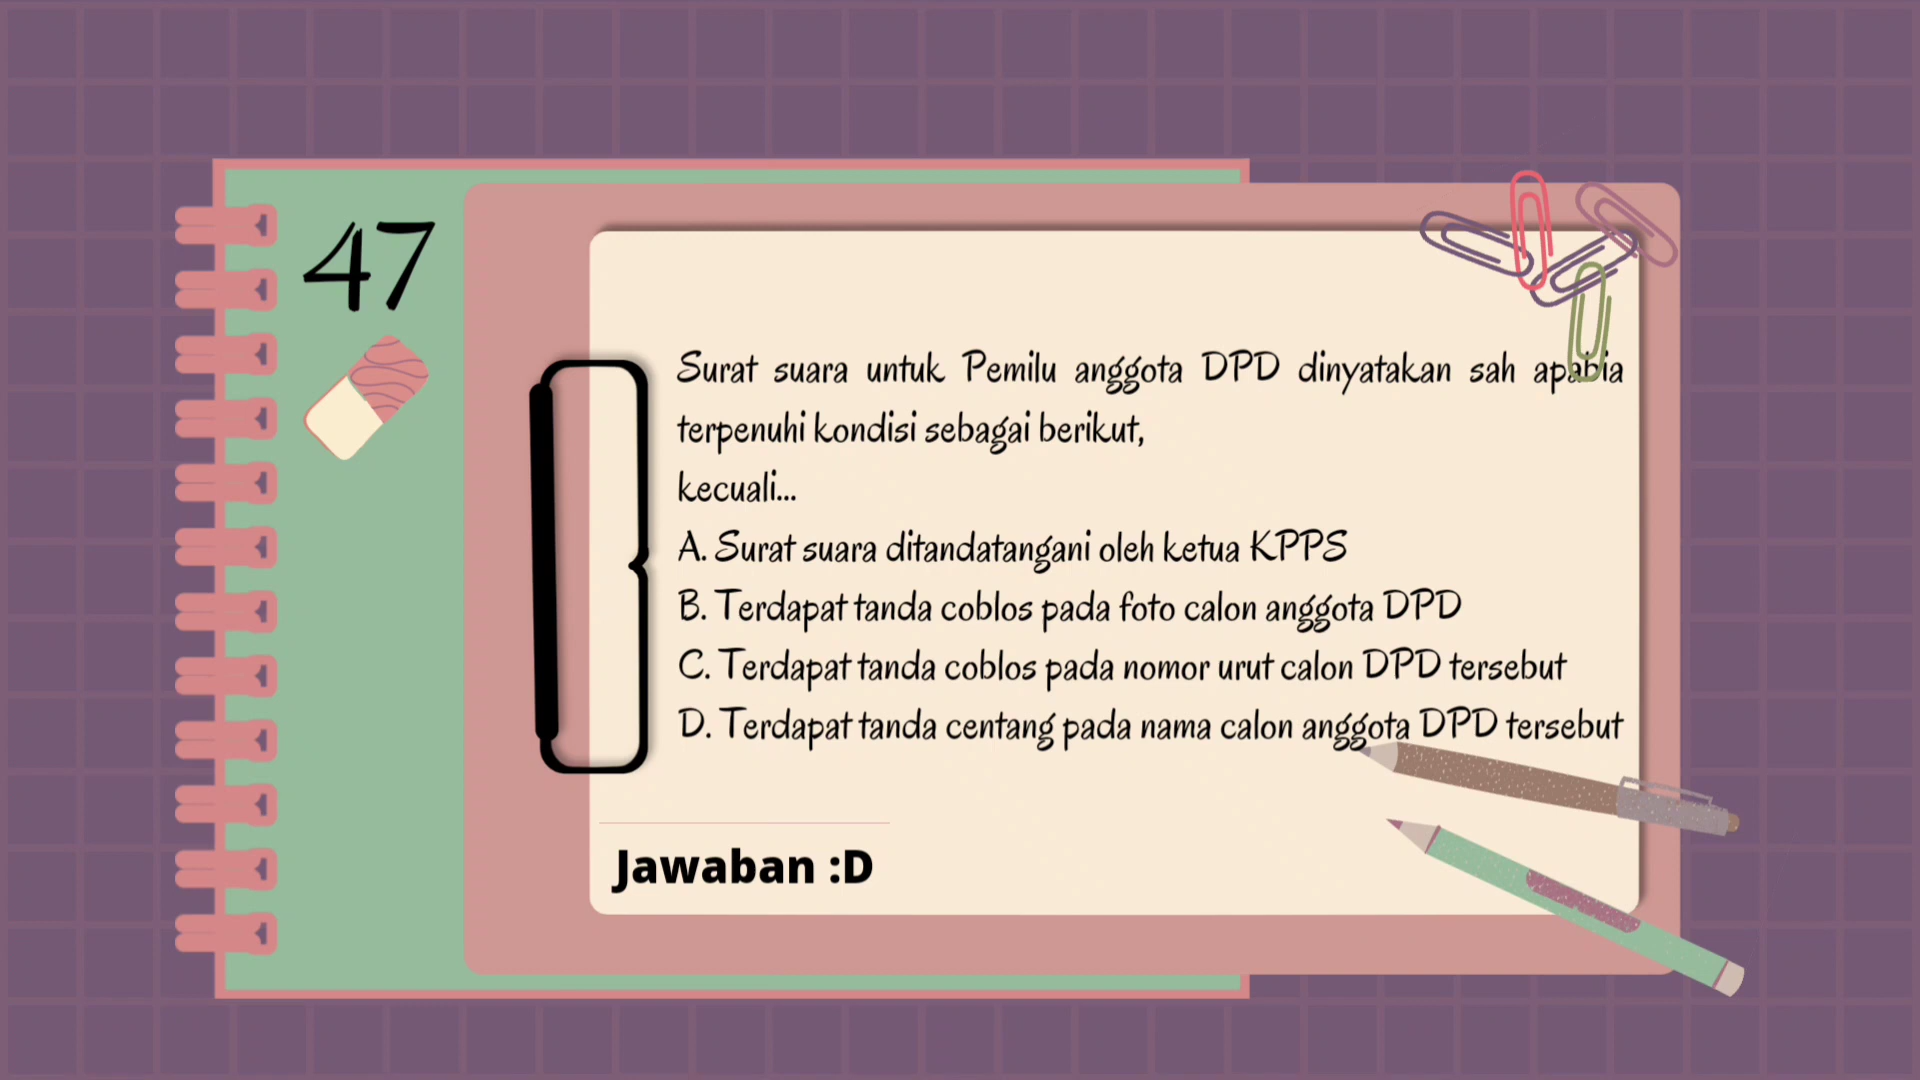 47
Surat suara untuk Pemilu anggota DPD dinyatakan sah apabia
terpenuhi kondisi sebagai berikut,
kecuali...
A. Surat suara ditandatangani oleh ketua KPPS
B. Terdapat tanda coblos pada foto calon anggota DPD
C. Terdapat tanda coblos pada nomor urut calon DPD tersebut
D. Terdapat tanda centang pada nama calon anggota DPD tersebut
Jawaban :D